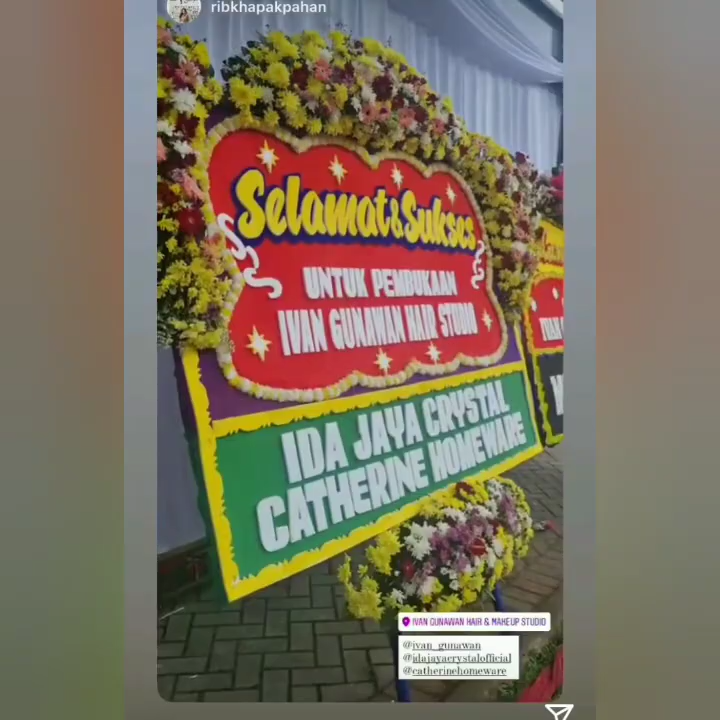 ribkhapakpahan
Selamat & Sukses
UNTUK PEMBUKAAN
IVAN GUNAWAN HAIR STUDIO
IDA JAYA CRYSTAL
CATHERINE HOMEWARE
IVAN GUNAWAN HAIR & MAKEUP STUDIO
@ivan_gunawan
@idajayacrystalofficial
@catherinehomeware